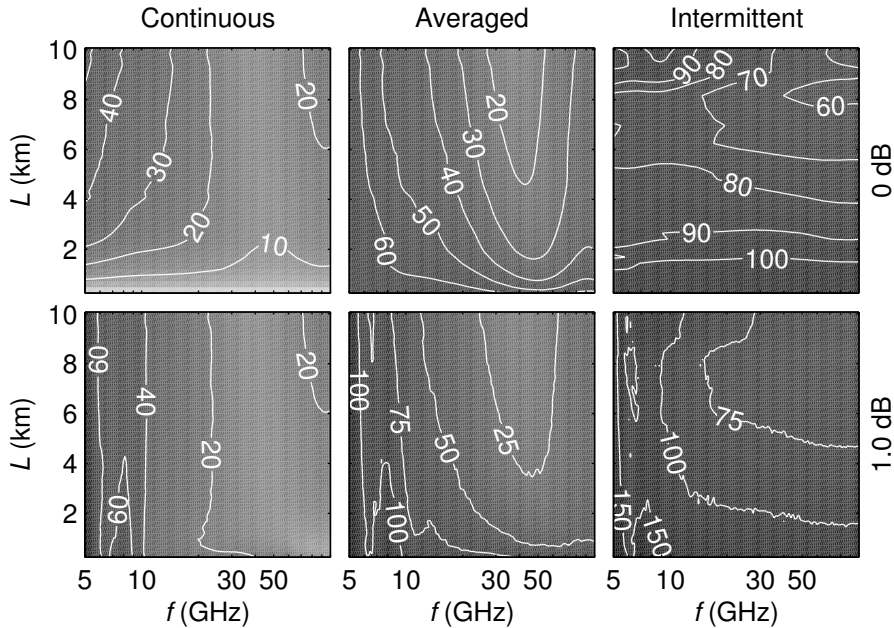 Continuous Averaged Intermittent
10 8 6 4 2
L (km)
40 30 20 10 20
60 50 40 30 20
90 80 70 60 80 90 100
0 dB
10 8 6 4 2
L (km)
60 40 60 20 20
100 75 50 25 100
150 150 100 75
1.0 dB
5 10 30 50 5 10 30 50 5 10 30 50
f (GHz) f (GHz) f (GHz)